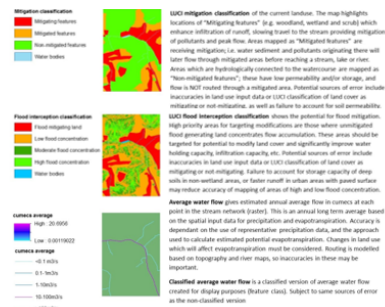 Mitigation classification
Mitigating features
Mitigated features
Non mitigated features
Water bodies
LUCI mitigation classification of the current landuse. The map highlights
locations of "Mitigating features" (e.g. woodland, wetland and scrub) which
enhance infiltration of runoff, slowing transit to the stream providing mitigation
of pollutants and peak flow. Areas mapped as "Mitigated features" are
receiving mitigation; i.e. water sediment and pollutants originating there will
later flow through mitigated areas before reaching a stream, lake or river.
Areas which are hydrologically connected to the watercourse are mapped as
"Non-mitigated features"; these have low permeability and/or storage, and
flow is NOT routed through a mitigated area. Potential sources of error include
inaccuracies in land use input data or LUCI classification of land cover as
mitigating or not-mitigating, as well as failure to account for soil permeability.
Flood interception classification
Flood mitigating land
Low flood concentration
Moderate flood concentration
High flood concentration
Water bodies
LUCI flood interception classification shows the potential for flood mitigation.
High priority areas for targeting modifications are those where unmitigated
flood generating land concentrates flow accumulation. These areas should be
targeted for potential to modify land cover and significantly improve water
holding capacity, infiltration capacity etc. Potential sources of error include
inaccuracies in land use input data or LUCI classification of land cover as
mitigating or not mitigating. Failure to account for storage capacity of deep
soils in non-wetland areas, or faster runoff in urban areas with paved surface
may reduce accuracy of mapping of areas of high and low flood concentration.
cumecs average
High : 20.6956
Low : 0.00119022
Average water flow gives estimated annual average flow in cumecs at each
point in the stream network (raster). This is an annual long term average based
on the spatial input data for precipitation and evapotranspiration. Accuracy is
dependant on the use of representative precipitation data, and the approach
used to calculate estimated potential evapotranspiration. Changes in land use
which will affect evapotranspiration must be considered. Routing is modelled
based on topography and river maps, so inaccuracies in these may be
important.
cumecs average
<0.1 m3/s
0.1-1m3/s
1-10m3/s
10-100m3/s
Classified average water flow is a classified version of average water flow
created for display purposes (feature class). Subject to same sources of error
as the non-classified version